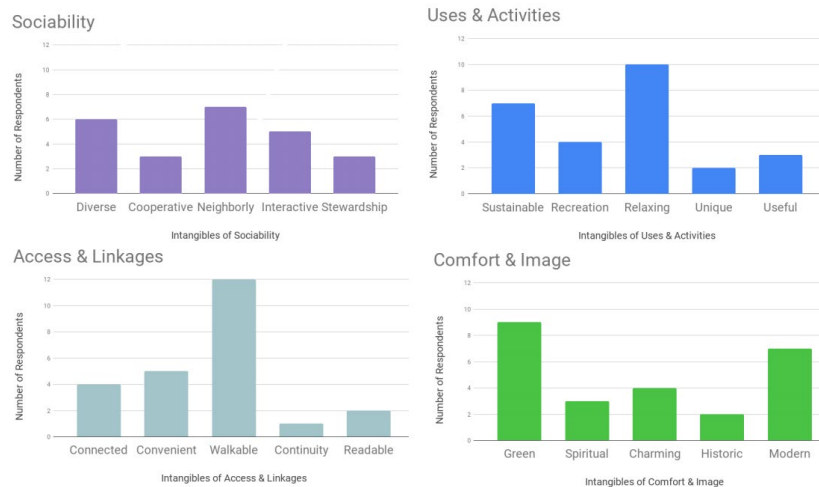 Sociability
12
10
8
6
4
2
0
Number of Respondents
Diverse Cooperative Neighborly Interactive Stewardship
Intangibles of Sociability
Uses & Activities
12
10
8
6
4
2
0
Number of Respondents
Sustainable Recreation Relaxing Unique Useful
Intangibles of Uses & Activities
Access & Linkages
12
10
8
6
4
2
0
Number of Respondents
Connected Convenient Walkable Continuity Readable
Intangibles of Access & Linkages
Comfort & Image
12
10
8
6
4
2
0
Number of Respondents
Green Spiritual Charming Historic Modern
Intangibles of Comfort & Image